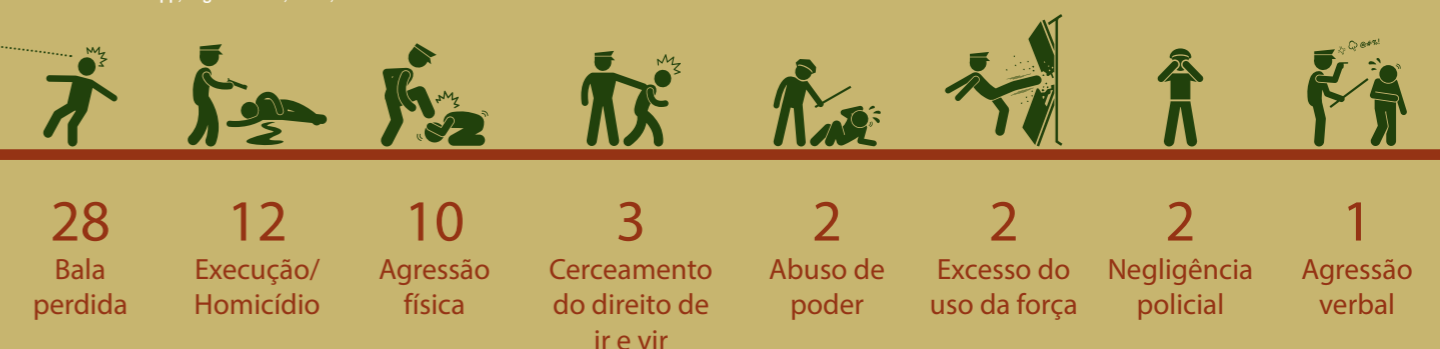 @#*!
28
Bala
perdida
12
Execução/
Homicídio
10
Agressão
física
3
Cerceamento
do direito de
ir e vir
2
Abuso de
poder
2
Excesso do
uso da força
2
Negligência
policial
1
Agressão
verbal